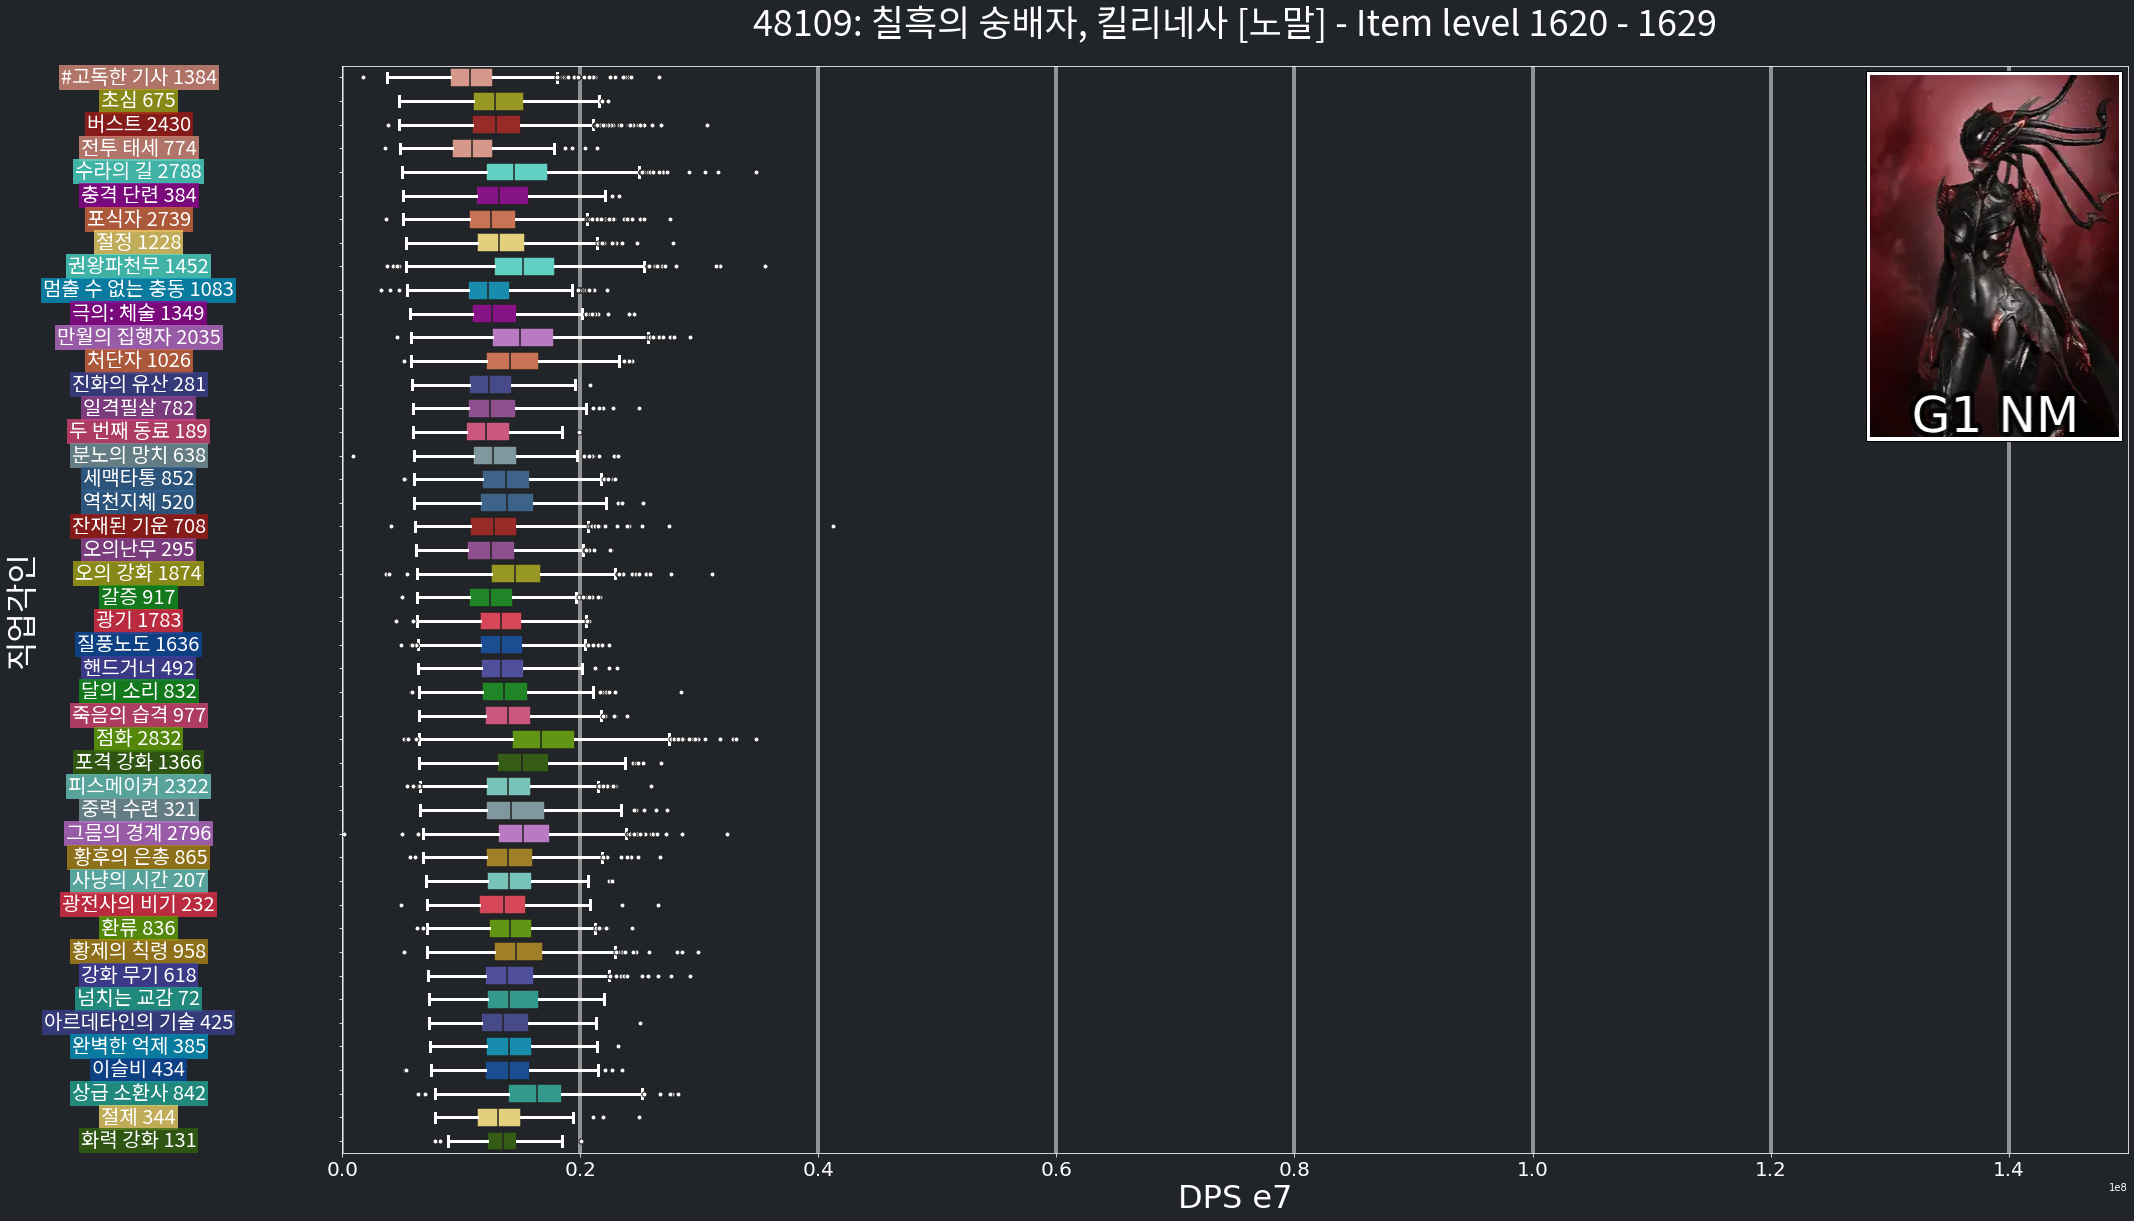 48109: 칠흑의 숭배자, 킬리네사 [노말] - Item level 1620 - 1629
#고독한 기사 1384
초심 675
버스트 2430
전투 태세 774
수라의 길 2788
충격 단련 384
포식자 2739
절정 1228
권왕파천무 1452
멈출 수 없는 충동 1083
극의: 체술 1349
만월의 집행자 2035
처단자 1026
진화의 유산 281
일격필살 782
두 번째 동료 189
분노의 망치 638
세맥타통 852
역천지체 520
잔재된 기운 708
오의난무 295
오의 강화 1874
갈증 917
광기 1783
질풍노도 1636
핸드거너 492
달의 소리 832
죽음의 습격 977
점화 2832
포격 강화 1366
피스메이커 2322
중력 수련 321
그믐의 경계 2796
황후의 은총 865
사냥의 시간 207
광전사의 비기 232
환류 836
황제의 칙령 958
강화 무기 618
넘치는 교감 72
아르데타인의 기술 425
완벽한 억제 385
이슬비 434
상급 소환사 842
절제 344
화력 강화 131
직업각인
G1 NM
0.0 0.2 0.4 0.6 0.8 1.0 1.2 1.4
DPS e7
1e8